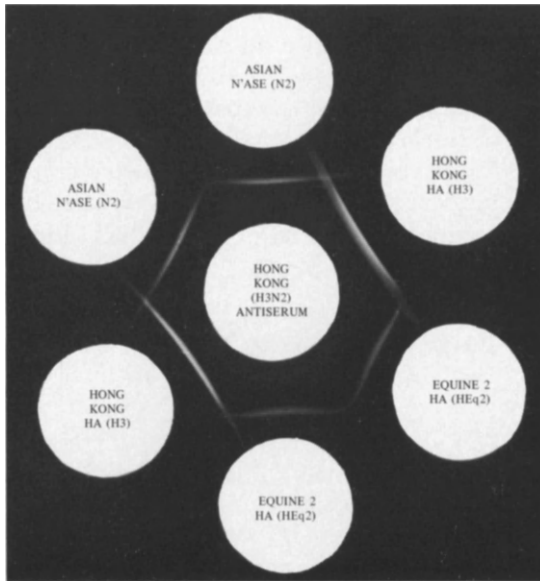 ASIAN
N'ASE (N2)
HONG
KONG
HA (H3)
ASIAN
N'ASE (N2)
HONG
KONG
(H3N2)
ANTISERUM
EQUINE 2
HA (HEq2)
HONG
KONG
HA (H3)
EQUINE 2
HA (HEq2)